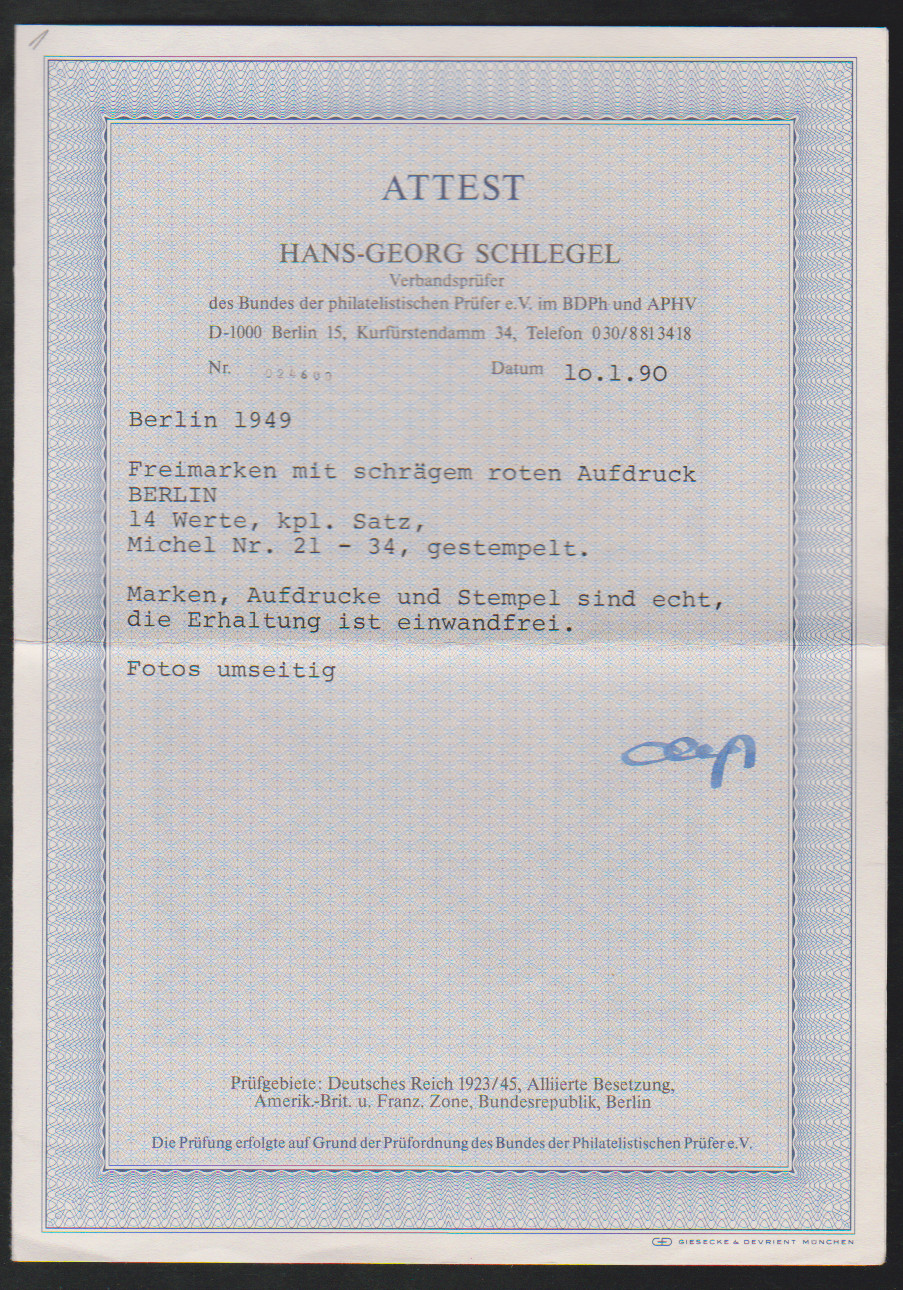 1
ATTEST
HANS-GEORG SCHLEGEL
Verbandsprüfer
des Bundes der philatelistischen Prüfer e.V. im BDPh und APHV
D-1000 Berlin 15, Kurfürstendamm 34, Telefon 030/8813418
Nr. Datum 1o.1.90
Berlin 1949
Freimarken mit schrägem roten Aufdruck
BERLIN
14 Werte, kpl. Satz,
Michel Nr. 21 - 34, gestempelt.
Marken, Aufdrucke und Stempel sind echt,
die Erhaltung ist einwandfrei.
Fotos umseitig
Prüfgebiete: Deutsches Reich 1923/45, Alliierte Besetzung,
Amerik.-Brit. u. Franz. Zone, Bundesrepublik, Berlin
Die Prüfung erfolgte auf Grund der Prüfordnung des Bundes der Philatelistischen Prüfer e.V.
GIESECKE & DEVRIENT MÜNCHEN